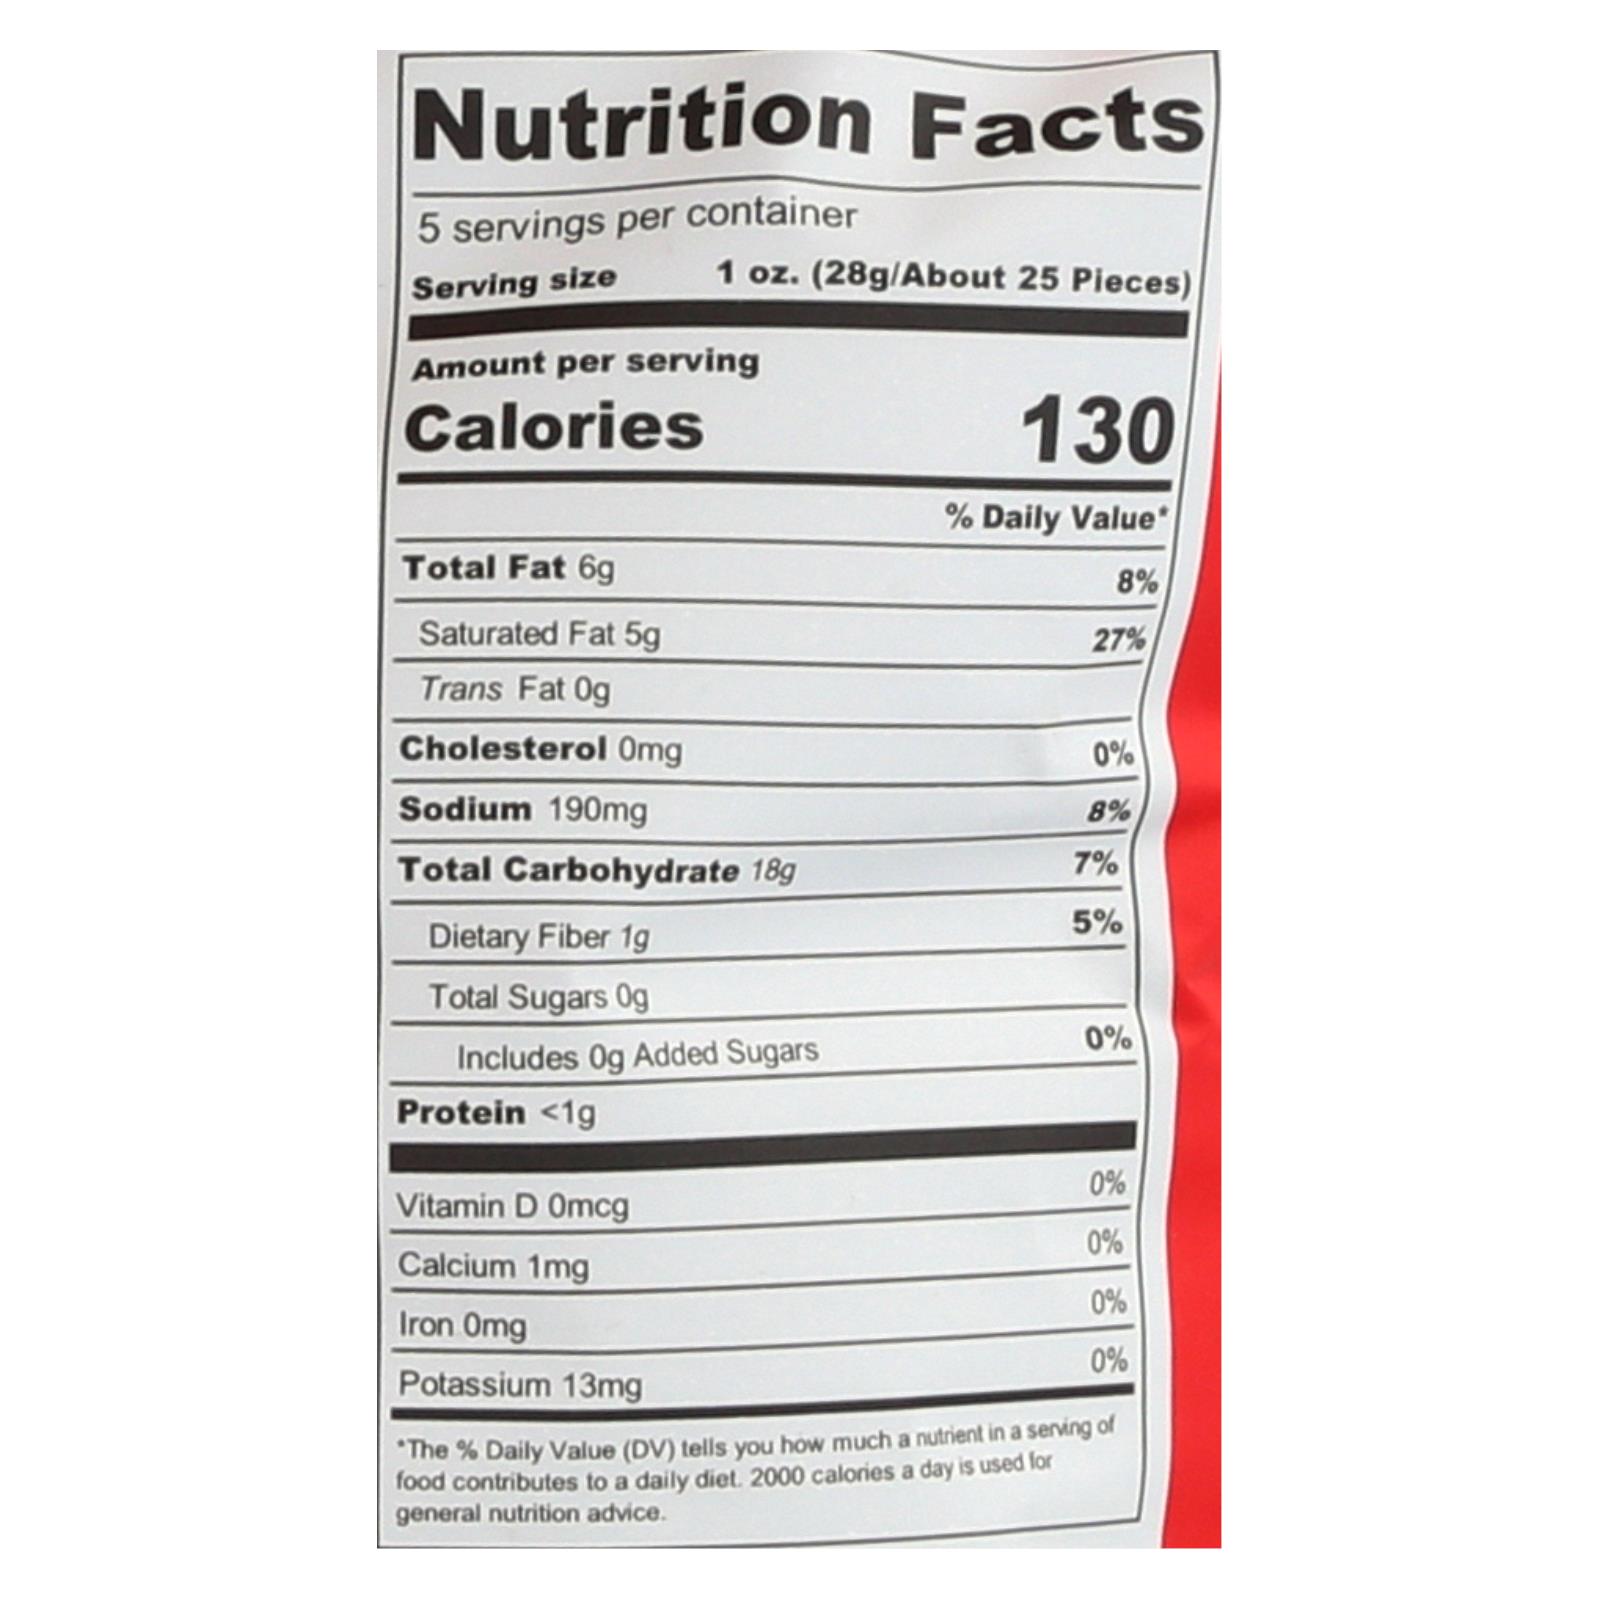 Nutrition Facts
5 servings per container
Serving size 1 oz. (28g/About 25 Pieces)
Amount per serving
Calories 130
% Daily Value*
Total Fat 6g 8%
Saturated Fat 5g 27%
Trans Fat 0g
Cholesterol 0mg 0%
Sodium 190mg 8%
Total Carbohydrate 18g 7%
Dietary Fiber 1g 5%
Total Sugars 0g
Includes 0g Added Sugars 0%
Protein <1g
Vitamin D 0mcg 0%
Calcium 1mg 0%
Iron 0mg 0%
Potassium 13mg 0%
*The % Daily Value (DV) tells you how much a nutrient in a serving of
food contributes to a daily diet. 2000 calories a day is used for
general nutrition advice.